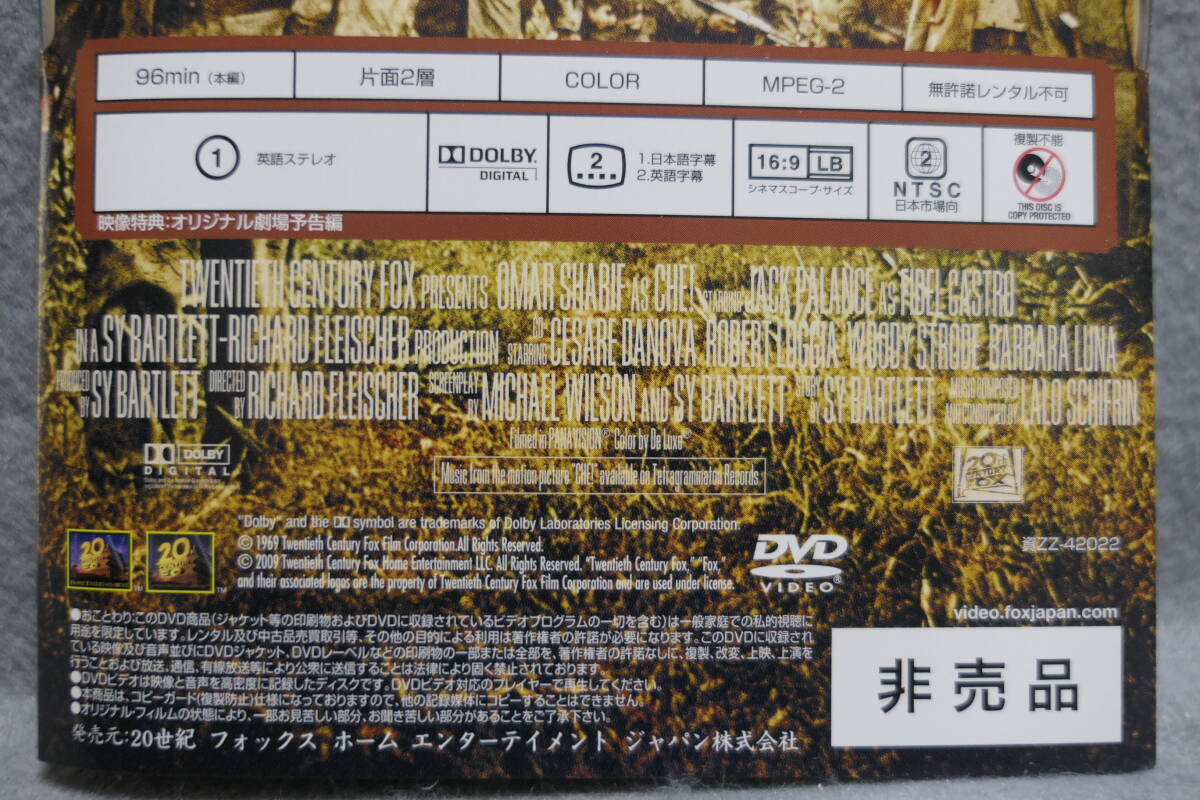 96min (本編)
片面2層
COLOR
MPEG-2
無許諾レンタル不可
1 英語ステレオ
DOLBY
DIGITAL
2
1.日本語字幕
2.英語字幕
16:9 LB
シネマスコープ・サイズ
2
NTSC
日本市場向
複製不能
THIS DISC IS
COPY PROTECTED
映像特典:オリジナル劇場予告編
TWENTIETH CENTURY FOX PRESENTS OMAR SHARIF AS CHE! STARRING JACK PALANCE AS FIDEL CASTRO
IN A SY BARTLETT-RICHARD FLEISCHER PRODUCTION CO-STARRING CESARE DANOVA ROBERT LOGGIA WOODY STRODE BARBARA LUNA
PRODUCED BY SY BARTLETT DIRECTED BY RICHARD FLEISCHER SCREENPLAY BY MICHAEL WILSON AND SY BARTLETT STORY BY SY BARTLETT MUSIC COMPOSED AND CONDUCTED BY LALO SCHIFRIN
Filmed in PANAVISION® Color by De Luxe®
DOLBY
DIGITAL
Music from the motion picture "CHE!" available on Tetragrammaton Records.
20th CENTURY FOX
"Dolby" and the DD symbol are trademarks of Dolby Laboratories Licensing Corporation.
© 1969 Twentieth Century Fox Film Corporation.All Rights Reserved.
© 2009 Twentieth Century Fox Home Entertainment LLC. All Rights Reserved. "Twentieth Century Fox," "Fox,"
and their associated logos are the property of Twentieth Century Fox Film Corporation and are used under license.
DVD
VIDEO®
資ZZ-42022
video.foxjapan.com
●おことわり:このDVD商品(ジャケット等の印刷物およびDVDに収録されているビデオプログラムの一切を含む)は一般家庭での私的視聴に
用途を限定しています。レンタル及び中古品売買取引等、その他の目的による利用は著作権者の許諾が必要になります。このDVDに収録され
ている映像及び音声並びにDVDジャケット、DVDレーベルなどの印刷物の一部または全部を、著作権者の許諾なしに、複製、改変、上映、上演を
行うことおよび放送、通信、有線放送等により公衆に送信することは法律により固く禁止されております。
●DVDビデオは映像と音声を高密度に記録したディスクです。DVDビデオ対応のプレイヤーで再生してください。
●本商品は、コピーガード(複製防止)仕様になっておりますので、他の記録媒体にコピーすることはできません。
●オリジナル・フィルムの状態により、一部お見苦しい部分、お聞き苦しい部分があることをご了承下さい。
発売元:20世紀 フォックス ホーム エンターテイメント ジャパン株式会社
非売品